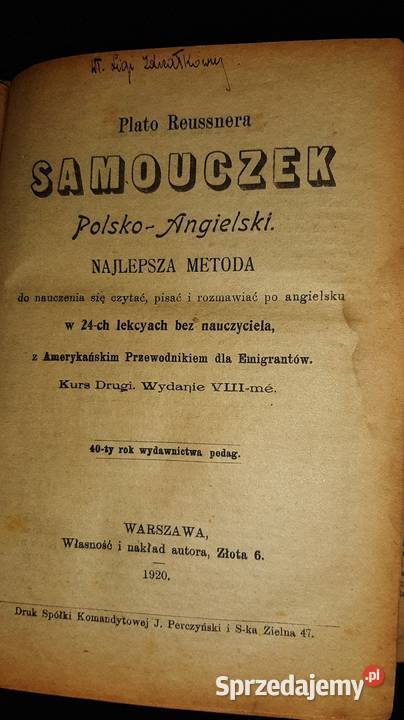 Plato Reussnera
SAMOUCZEK
Polsko-Angielski.
NAJLEPSZA METODA
do nauczenia się czytać, pisać i rozmawiać po angielsku
w 24-ch lekcyach bez nauczyciela,
z Amerykańskim Przewodnikiem dla Emigrantów.
Kurs Drugi. Wydanie VIII-mé.
40-ty rok wydawnictwa podag.
WARSZAWA,
Własność i nakład autora, Złota 6.
1920.
Druk Spółki Komandytowej J. Perczyński i S-ka Zielna 47.
Sprzedajemy.pl